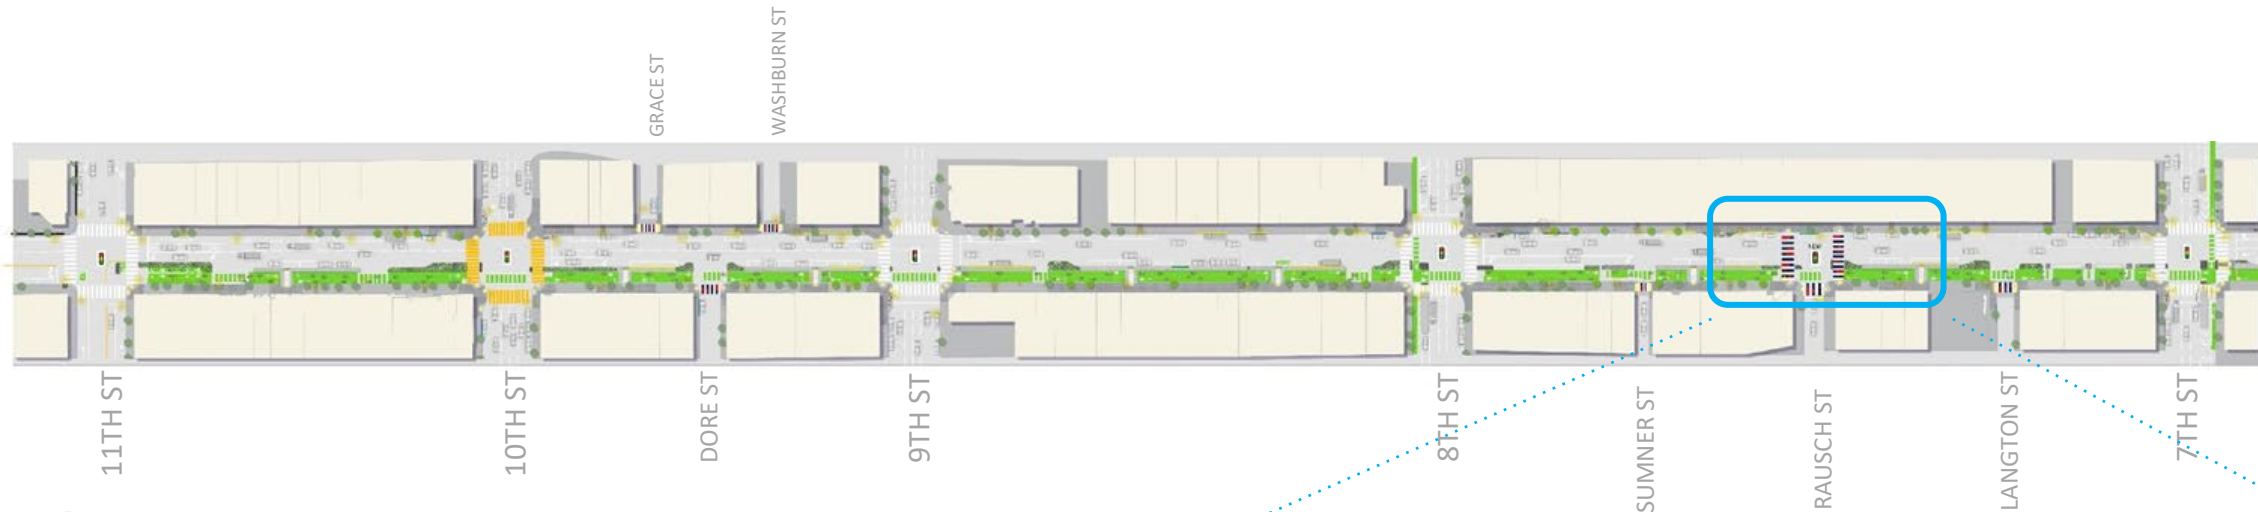 GRACE ST
WASHBURN ST
NEW
11TH ST
10TH ST
DORE ST
9TH ST
8TH ST
SUMNER ST
RAUSCH ST
LANGTON ST
7TH ST